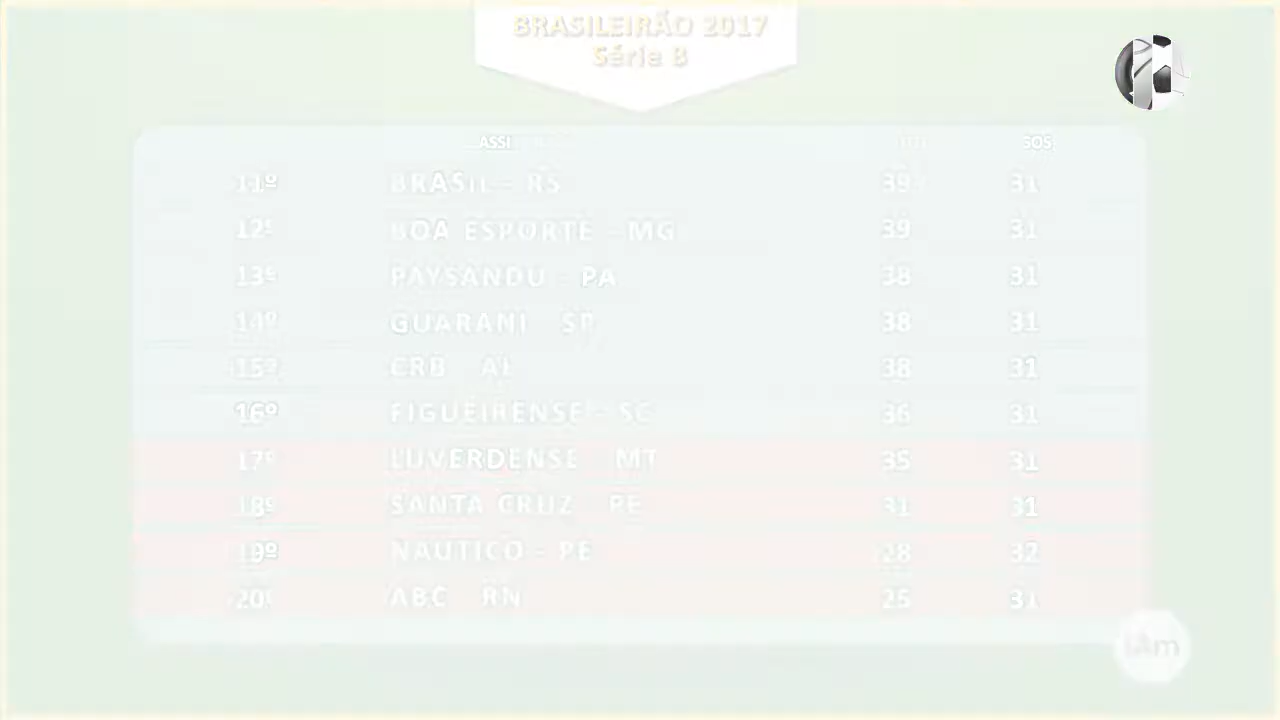 BRASILEIRÃO 2017
Série B
11º BRASIL - RS 39 31
12º BOA ESPORTE - MG 39 31
13º PAYSANDU - PA 38 31
14º GUARANI - SP 38 31
15º CRB - AL 38 31
16º FIGUEIRENSE - SC 36 31
17º LUVERDENSE - MT 35 31
18º SANTA CRUZ - PE 31 31
19º NAUTICO - PE 28 32
20º ABC - RN 25 31